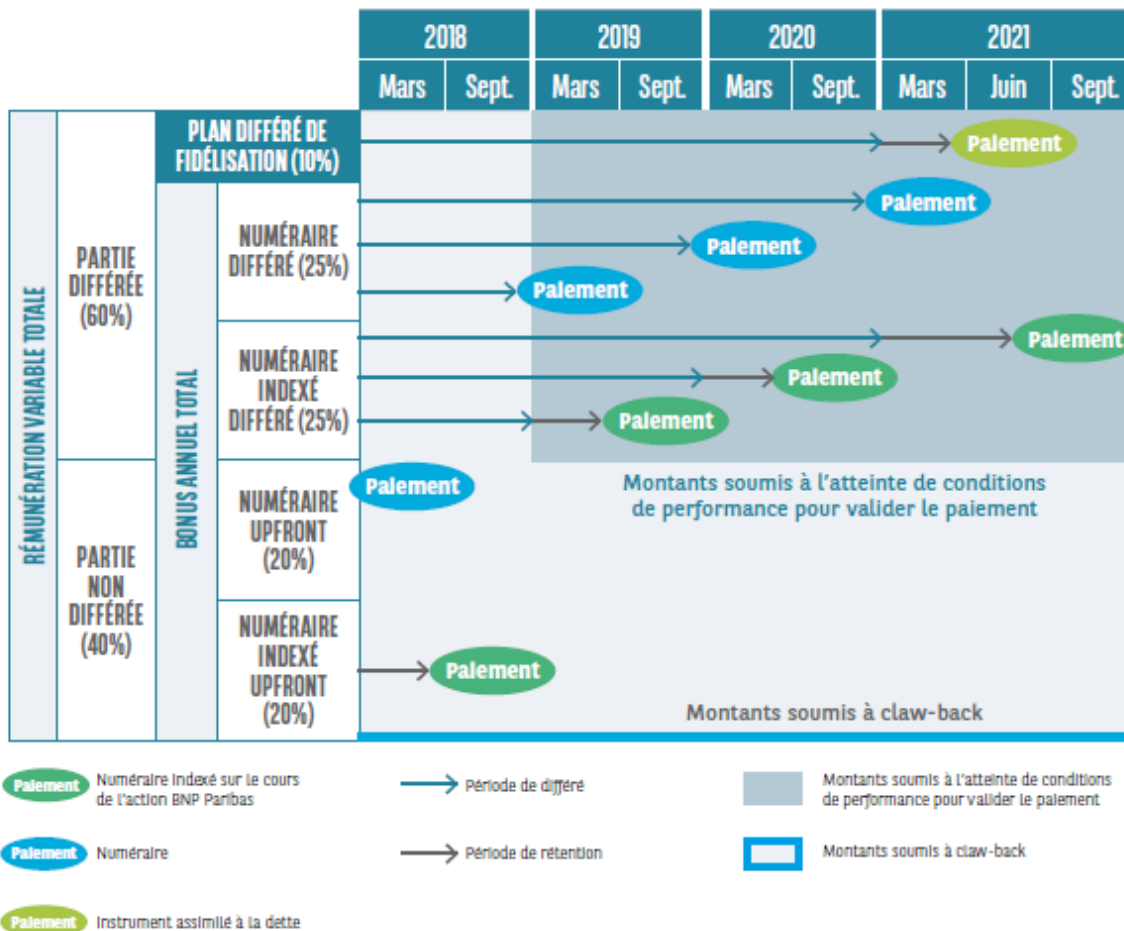 2018
2019
2020
2021
Mars
Sept.
Mars
Sept.
Mars
Sept.
Mars
Juin
Sept.
RÉMUNÉRATION VARIABLE TOTALE
PARTIE
DIFFÉRÉE
(60%)
PLAN DIFFÉRÉ DE
FIDÉLISATION (10%)
Paiement
BONUS ANNUEL TOTAL
NUMÉRAIRE
DIFFÉRÉ (25%)
Paiement
Paiement
Paiement
NUMÉRAIRE
INDEXÉ
DIFFÉRÉ (25%)
Paiement
Paiement
Paiement
PARTIE
NON
DIFFÉRÉE
(40%)
NUMÉRAIRE
UPFRONT
(20%)
Paiement
Montants soumis à l'atteinte de conditions
de performance pour valider le paiement
NUMÉRAIRE
INDEXÉ
UPFRONT
(20%)
Paiement
Montants soumis à claw-back
Paiement
Numéraire indexé sur le cours
de l'action BNP Paribas
Période de différé
Montants soumis à l'atteinte de conditions
de performance pour valider le paiement
Paiement
Numéraire
Période de rétention
Montants soumis à claw-back
Paiement
Instrument assimilé à la dette